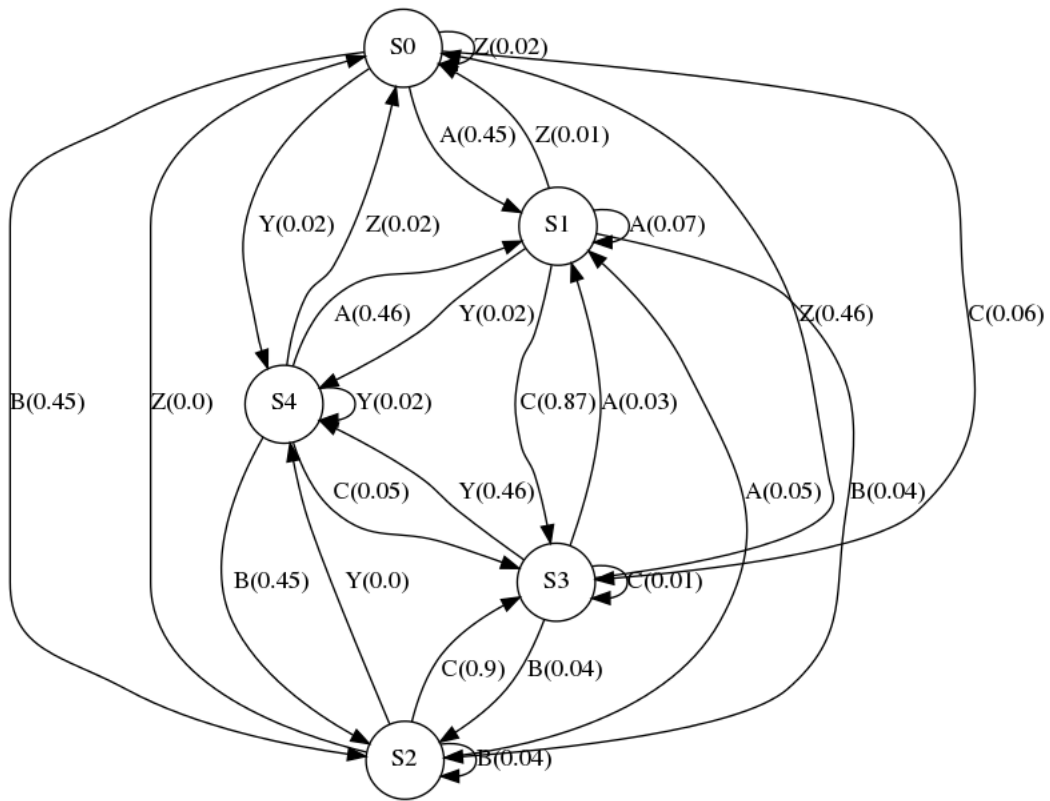 S0
Z(0.02)
A(0.45)
Z(0.01)
Y(0.02)
Z(0.02)
S1
A(0.07)
A(0.46)
Y(0.02)
Z(0.46)
C(0.06)
B(0.45)
Z(0.0)
S4
Y(0.02)
C(0.87)
A(0.03)
C(0.05)
Y(0.46)
A(0.05)
B(0.04)
B(0.45)
Y(0.0)
S3
C(0.01)
C(0.9)
B(0.04)
S2
B(0.04)